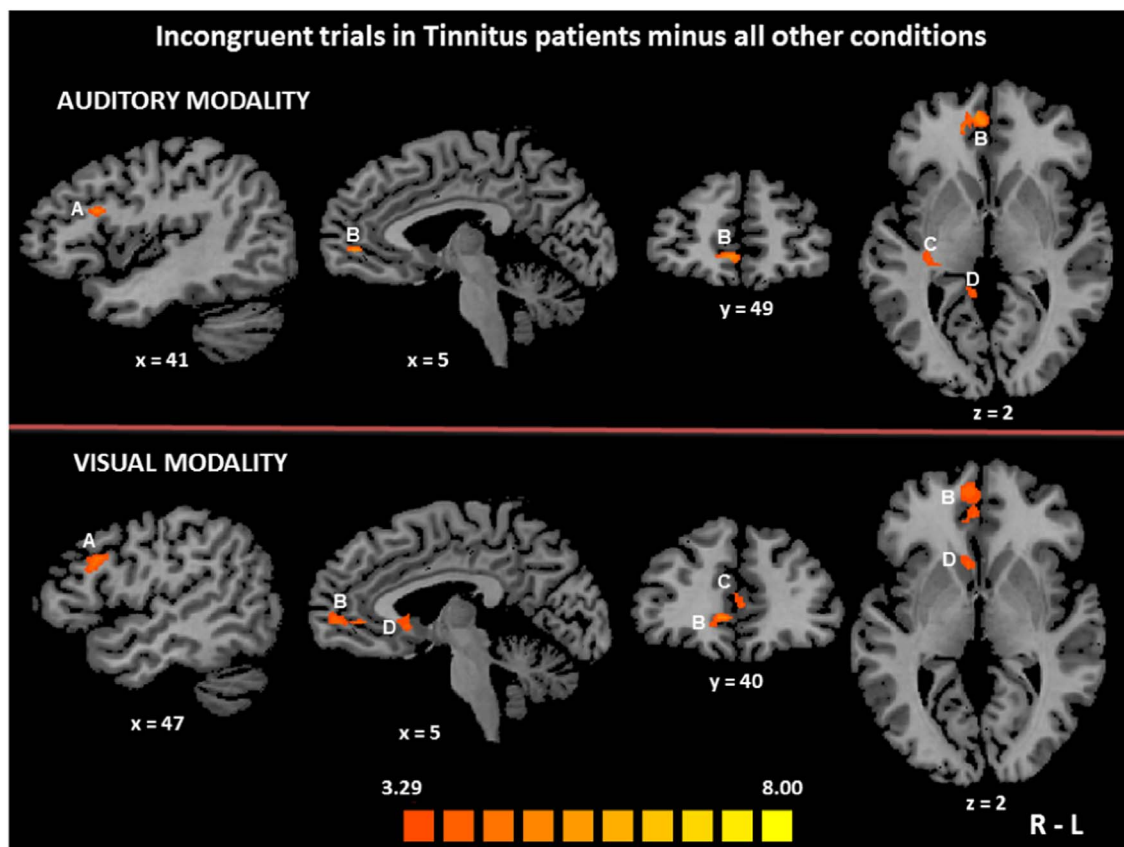 Incongruent trials in Tinnitus patients minus all other conditions
AUDITORY MODALITY
A
B
B
B
C
D
x = 41
x = 5
y = 49
z = 2
VISUAL MODALITY
A
B
D
C
B
B
D
x = 47
x = 5
y = 40
z = 2
3.29
8.00
R - L